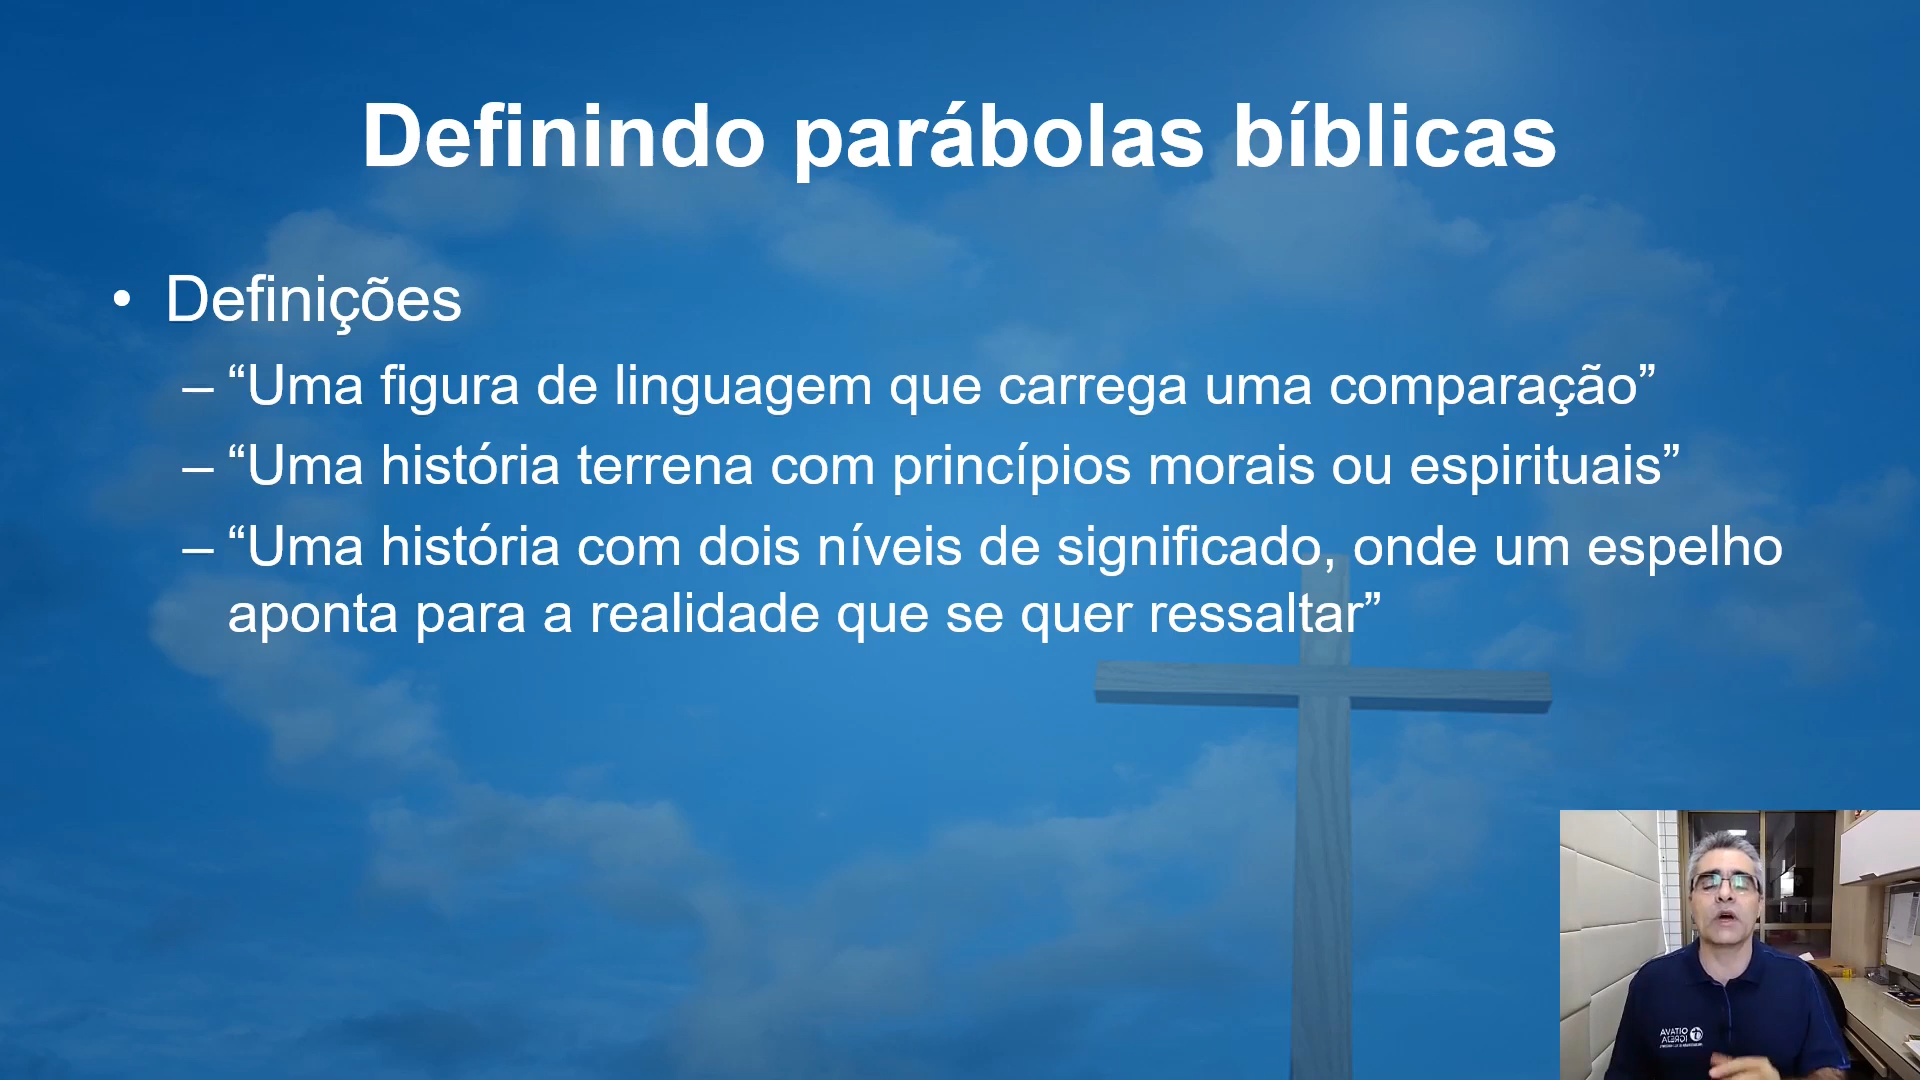 Definindo parábolas bíblicas
• Definições
– “Uma figura de linguagem que carrega uma comparação”
– “Uma história terrena com princípios morais ou espirituais”
– “Uma história com dois níveis de significado, onde um espelho
aponta para a realidade que se quer ressaltar”